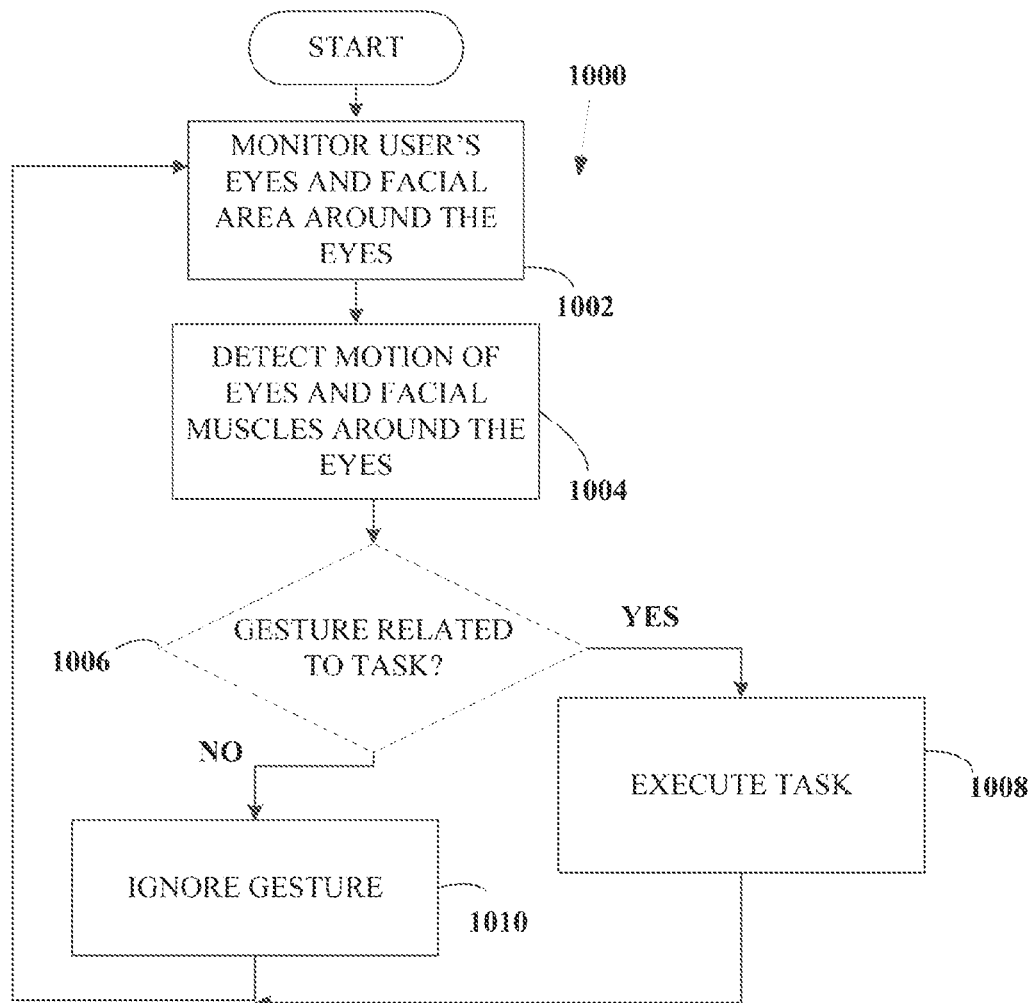 START
1000
MONITOR USER'S
EYES AND FACIAL
AREA AROUND THE
EYES
1002
DETECT MOTION OF
EYES AND FACIAL
MUSCLES AROUND THE
EYES
1004
GESTURE RELATED
TO TASK?
1006
YES
NO
EXECUTE TASK
1008
IGNORE GESTURE
1010